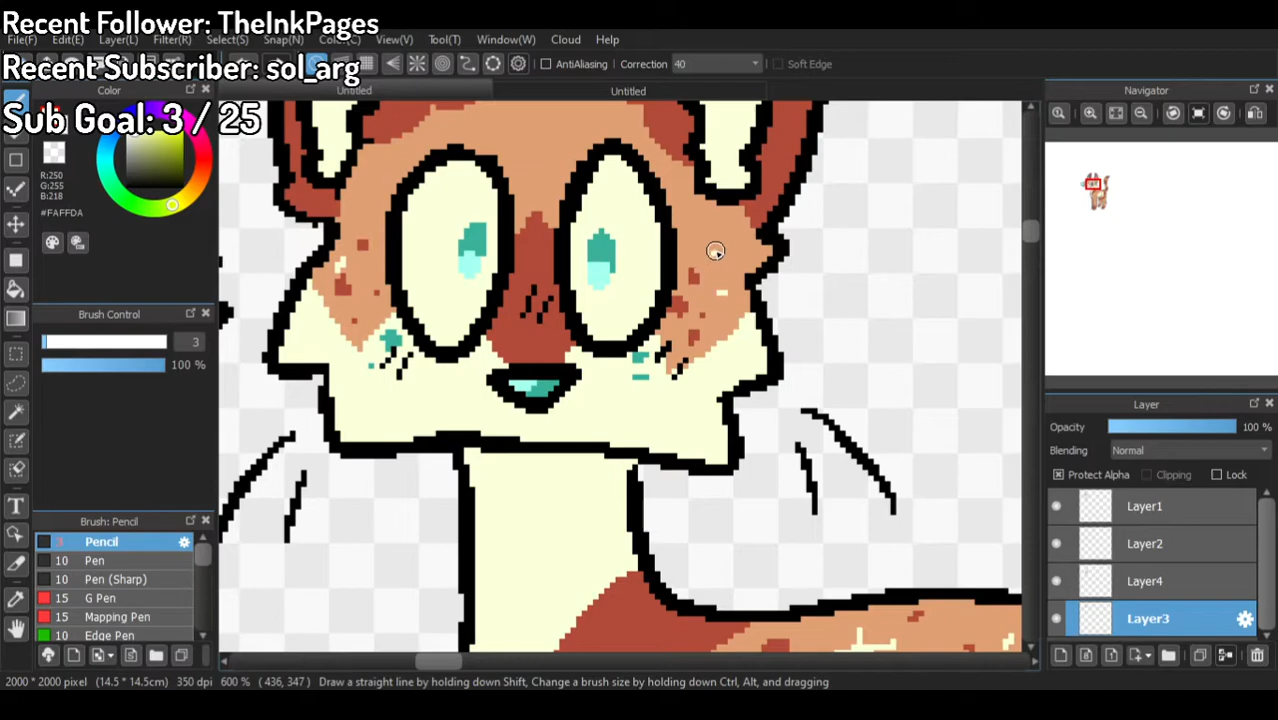 Recent Follower: TheInkPages
File(F) Edit(E) Layer(L) Filter(R) Select(S) Snap(N) Color(C) View(V) Tool(T) Window(W) Cloud Help
Recent Subscriber: sol_arg
AntiAliasing Correction 40 Soft Edge
Color Untitled Untitled Navigator
Sub Goal: 3 / 25
R:250
G:255
B:218
#FAFFDA
Brush Control
3
100 %
Layer
Opacity 100 %
Blending Normal
Protect Alpha Clipping Lock
Layer1
Layer2
Layer4
Layer3
Brush: Pencil
3 Pencil
10 Pen
10 Pen (Sharp)
15 G Pen
15 Mapping Pen
10 Edge Pen
2000 * 2000 pixel (14.5 * 14.5cm) 350 dpi 600 % ( 436, 347 ) Draw a straight line by holding down Shift, Change a brush size by holding down Ctrl, Alt, and dragging